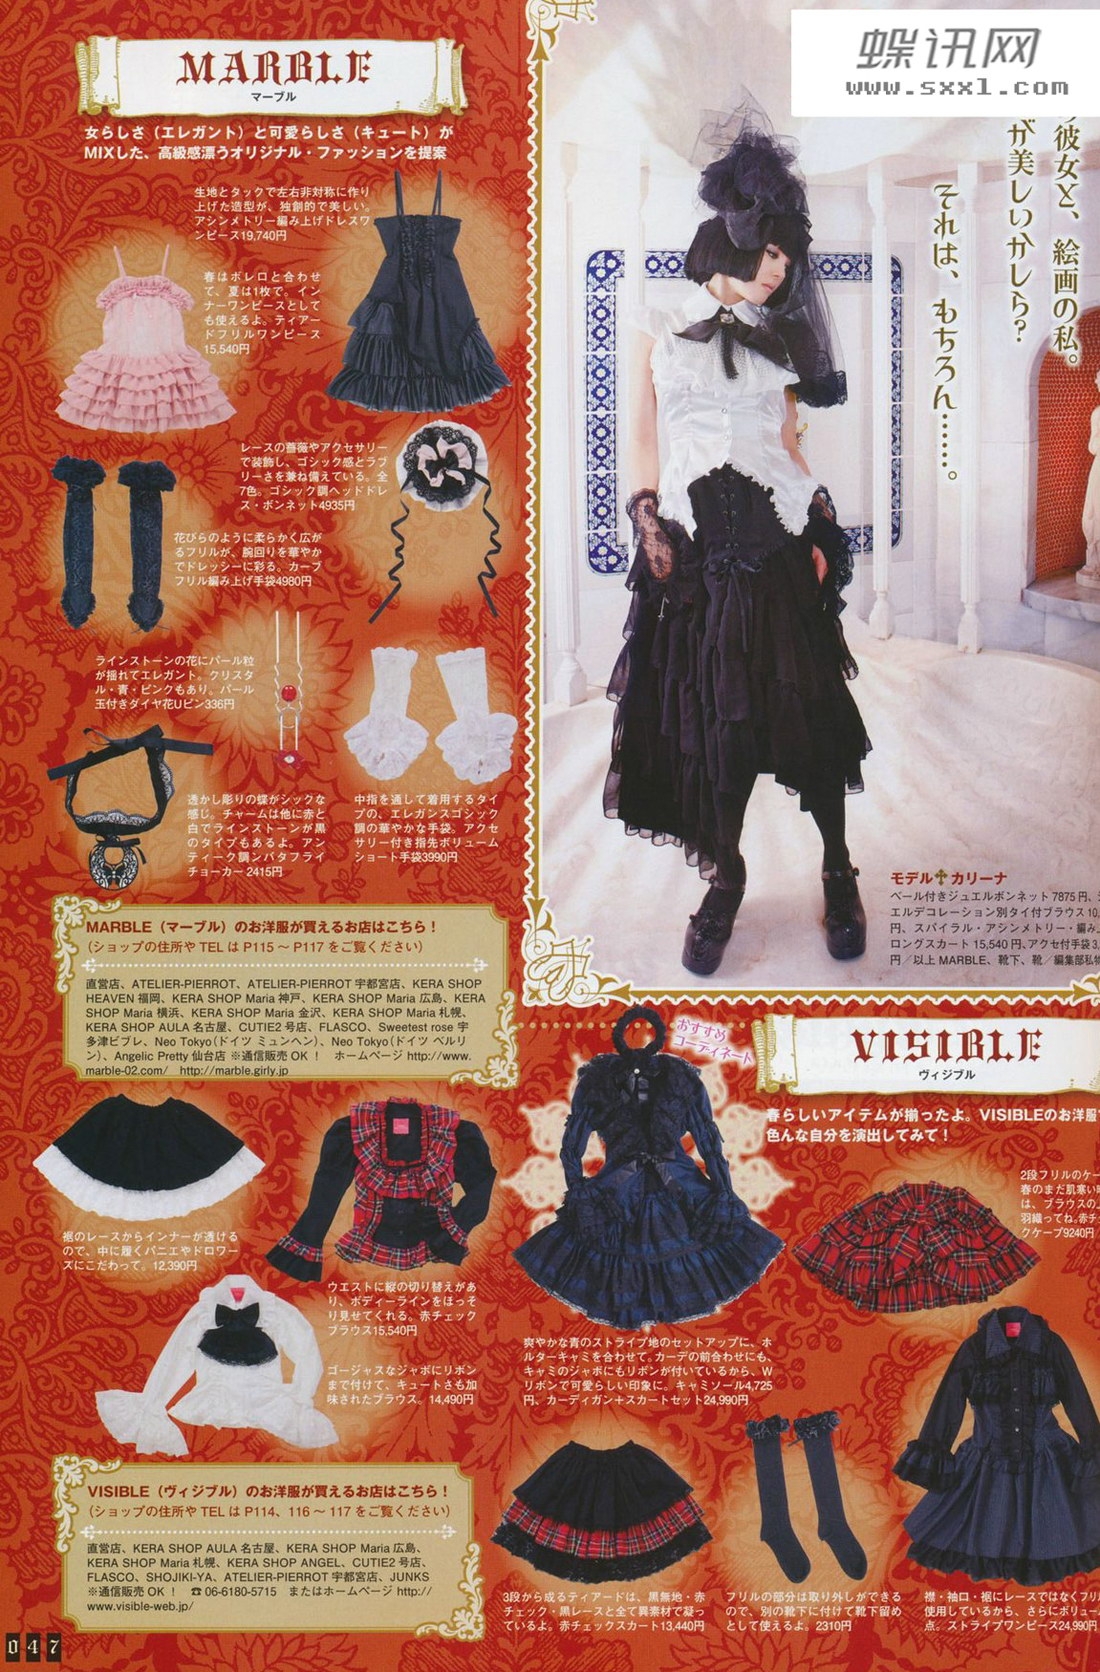 MARBLE
マーブル
女らしさ（エレガント）と可愛らしさ（キュート）が
MIXした、高級感漂うオリジナル・ファッションを提案
生地とタックで左右非対称に作り
上げた造型が、独創的で美しい。
アシンメトリー編み上げドレスワ
ンピース19,740円
春はボレロと合わせ
て、夏は1枚で。イン
ナーワンピースとして
も使えるよ。ティアー
ドフリルワンピース
15,540円
レースの薔薇やアクセサリー
で装飾し、ゴシック感とラブ
リーさを兼ね備えている。全
7色。ゴシック調ヘッドドレ
ス・ボンネット4935円
花びらのように柔らかく広が
るフリルが、腕回りを華やか
でドレッシーに彩る。カーブ
フリル編み上げ手袋4980円
ラインストーンの花にパール粒
が揺れてエレガント。クリスタ
ル・青・ピンクもあり。パール
玉付きダイヤ花Uピン336円
透かし彫りの蝶がシックな
感じ。チャームは他に赤と
白でラインストーンが黒
のタイプもあるよ。アン
ティーク調ンバタフライ
チョーカー 2415円
中指を通して着用するタイ
プの、エレガンスゴシック
調の華やかな手袋。アクセ
サリー付き指先ボリューム
ショート手袋3990円
MARBLE（マーブル）のお洋服が買えるお店はこちら！
（ショップの住所や TEL は P115 ～ P117 をご覧ください）
直営店、ATELIER-PIERROT、ATELIER-PIERROT 宇都宮店、KERA SHOP
HEAVEN 福岡、KERA SHOP Maria 神戸、KERA SHOP Maria 広島、KERA
SHOP Maria 横浜、KERA SHOP Maria 金沢、KERA SHOP Maria 札幌、
KERA SHOP AULA 名古屋、CUTIE2 号店、FLASCO、Sweetest rose 宇
多津ビブレ、Neo Tokyo（ドイツ ミュンヘン）、Neo Tokyo（ドイツ ベルリ
ン）、Angelic Pretty 仙台店 ※通信販売 OK ！ ホームページ http://www.
marble-02.com/ http://marble.girly.jp
蝶讯网
www.sxxl.com
彼女と、絵画の私。
が美しいかしら？
それは、もちろん……。
モデル カリーナ
ベール付きジュエルボンネット 7875 円、
エルデコレーション別タイ付ブラウス 10,
円、スパイラル・アシンメトリー・編み上
ロングスカート 15,540 円、アクセ付手袋3,
円／以上 MARBLE、靴下、靴／編集部私物
おすすめ
コーディネート
VISIBLE
ヴィジブル
春らしいアイテムが揃ったよ。VISIBLEのお洋服で
色んな自分を演出してみて！
裾のレースからインナーが透ける
ので、中に履くパニエやドロワー
ズにこだわって。12,390円
ウエストに縦の切り替えがあ
り、ボディーラインをほっそ
り見せてくれる。赤チェック
ブラウス15,540円
ゴージャスなジャボにリボン
まで付けて、キュートさも加
味されたブラウス。14,490円
2段フリルのケー
春のまだ肌寒い
は、ブラウスの上
羽織ってね。赤チ
クケープ9240円
爽やかな青のストライプ地のセットアップに、ホ
ルターキャミを合わせて。カーデの前合わせにも、
キャミのジャボにもリボンが付いているから、W
リボンで可愛らしい印象に。キャミソール4,725
円、カーディガン+スカートセット24,990円
3段から成るティアードは、黒無地・赤
チェック・黒レースと全て異素材で凝っ
ているよ。赤チェックスカート13,440円
フリルの部分は取り外しができる
ので、別の靴下に付けて靴下留め
として使えるよ。2310円
襟・袖口・裾にレースではなくフリル
使用しているから、さらにボリュー
点。ストライプワンピース24,990円
VISIBLE（ヴィジブル）のお洋服が買えるお店はこちら！
（ショップの住所や TEL は P114、116 ～ 117 をご覧ください）
直営店、KERA SHOP AULA 名古屋、KERA SHOP Maria 広島、
KERA SHOP Maria 札幌、KERA SHOP ANGEL、CUTIE2 号店、
FLASCO、SHOJIKI-YA、ATELIER-PIERROT 宇都宮店、JUNKS
※通信販売 OK ！ ☎ 06-6180-5715 またはホームページ http://
www.visible-web.jp/
047